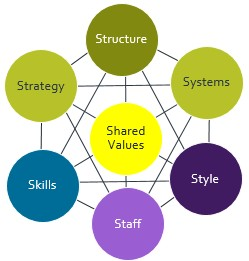 Structure
Strategy
Systems
Shared
Values
Skills
Style
Staff